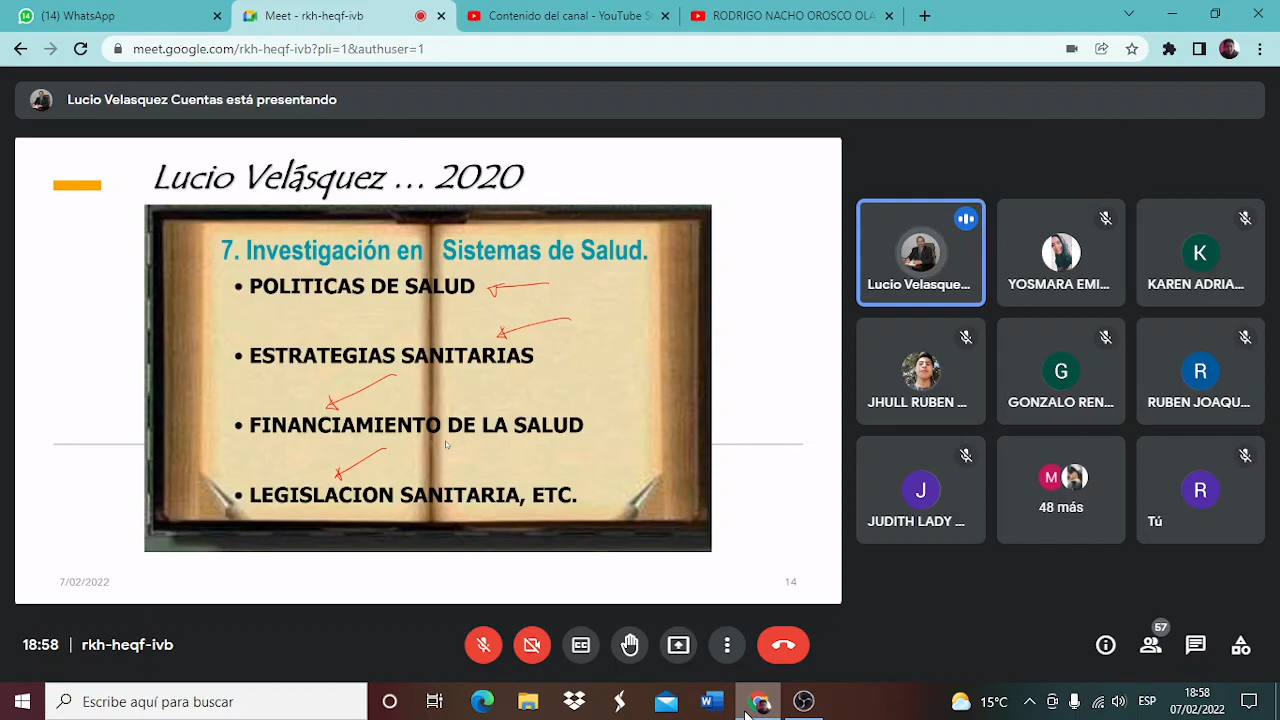 (14) WhatsApp
Meet - rkh-heqf-ivb
Contenido del canal - YouTube S
RODRIGO NACHO OROSCO OLA
meet.google.com/rkh-heqf-ivb?pli=1&authuser=1
Lucio Velasquez Cuentas está presentando
Lucio Velásquez ... 2020
7. Investigación en Sistemas de Salud.
• POLITICAS DE SALUD
• ESTRATEGIAS SANITARIAS
• FINANCIAMIENTO DE LA SALUD
• LEGISLACION SANITARIA, ETC.
7/02/2022
14
Lucio Velasque...
YOSMARA EMI...
K
KAREN ADRIA...
JHULL RUBEN ...
G
GONZALO REN...
R
RUBEN JOAQU...
J
JUDITH LADY ...
M
48 más
R
Tú
18:58 | rkh-heqf-ivb
57
Escribe aquí para buscar
15°C
ESP
18:58
07/02/2022